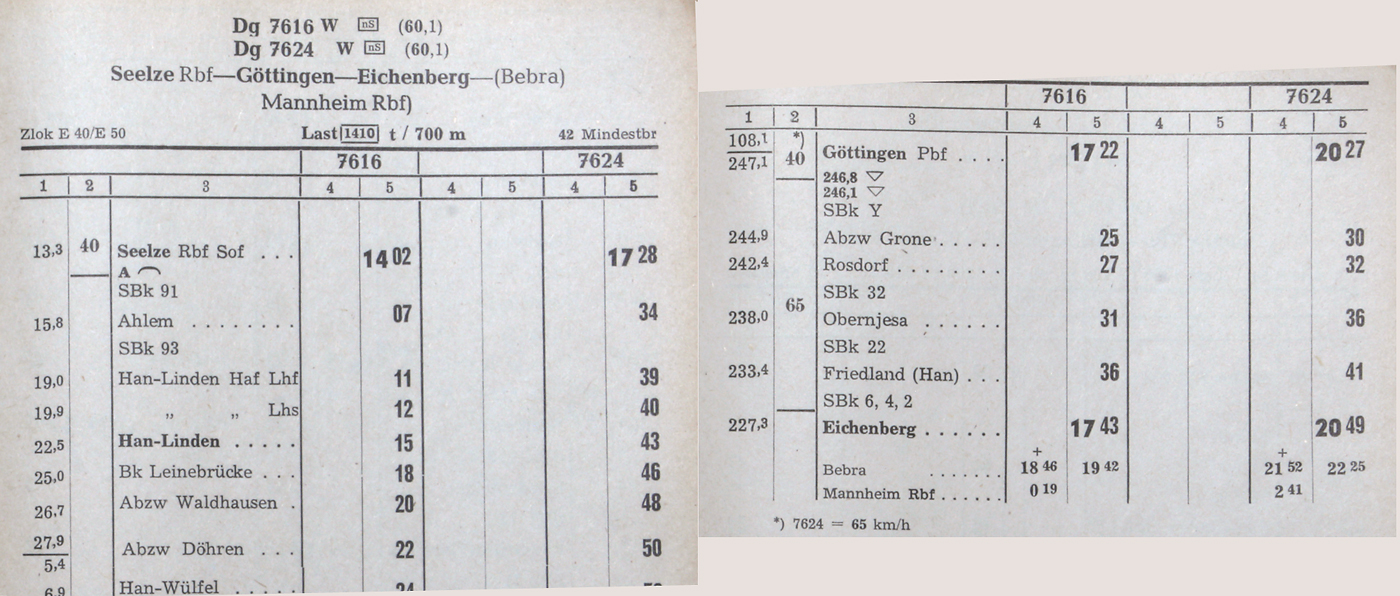 Dg 7616 W nS (60,1)
Dg 7624 W nS (60,1)
Seelze Rbf—Göttingen—Eichenberg—(Bebra)
Mannheim Rbf)
Zlok E 40/E 50 Last 1410 t / 700 m 42 Mindestbr
7616 7624
1 2 3 4 5 4 5 4 5
13,3 40 Seelze Rbf Sof . . . 14 02 17 28
A
SBk 91
15,8 Ahlem . . . . . . . . 07 34
SBk 93
19,0 Han-Linden Haf Lhf 11 39
19,9 „ „ Lhs 12 40
22,5 Han-Linden . . . . . 15 43
25,0 Bk Leinebrücke . . . 18 46
26,7 Abzw Waldhausen . 20 48
27,9
5,4 Abzw Döhren . . . 22 50
6,9 Han-Wülfel . . . . 24
7616 7624
1 2 3 4 5 4 5 4 5
108,1 *)
247,1 40 Göttingen Pbf . . . . 17 22 20 27
246,8 ▽
246,1 ▽
SBk Y
244,9 Abzw Grone . . . . . 25 30
242,4 Rosdorf . . . . . . . . 27 32
SBk 32
65
238,0 Obernjesa . . . . . . 31 36
SBk 22
233,4 Friedland (Han) . . . 36 41
SBk 6, 4, 2
227,3 Eichenberg . . . . . . 17 43 20 49
+ +
Bebra . . . . . . 18 46 19 42 21 52 22 25
Mannheim Rbf . . . . . 0 19 2 41
*) 7624 = 65 km/h